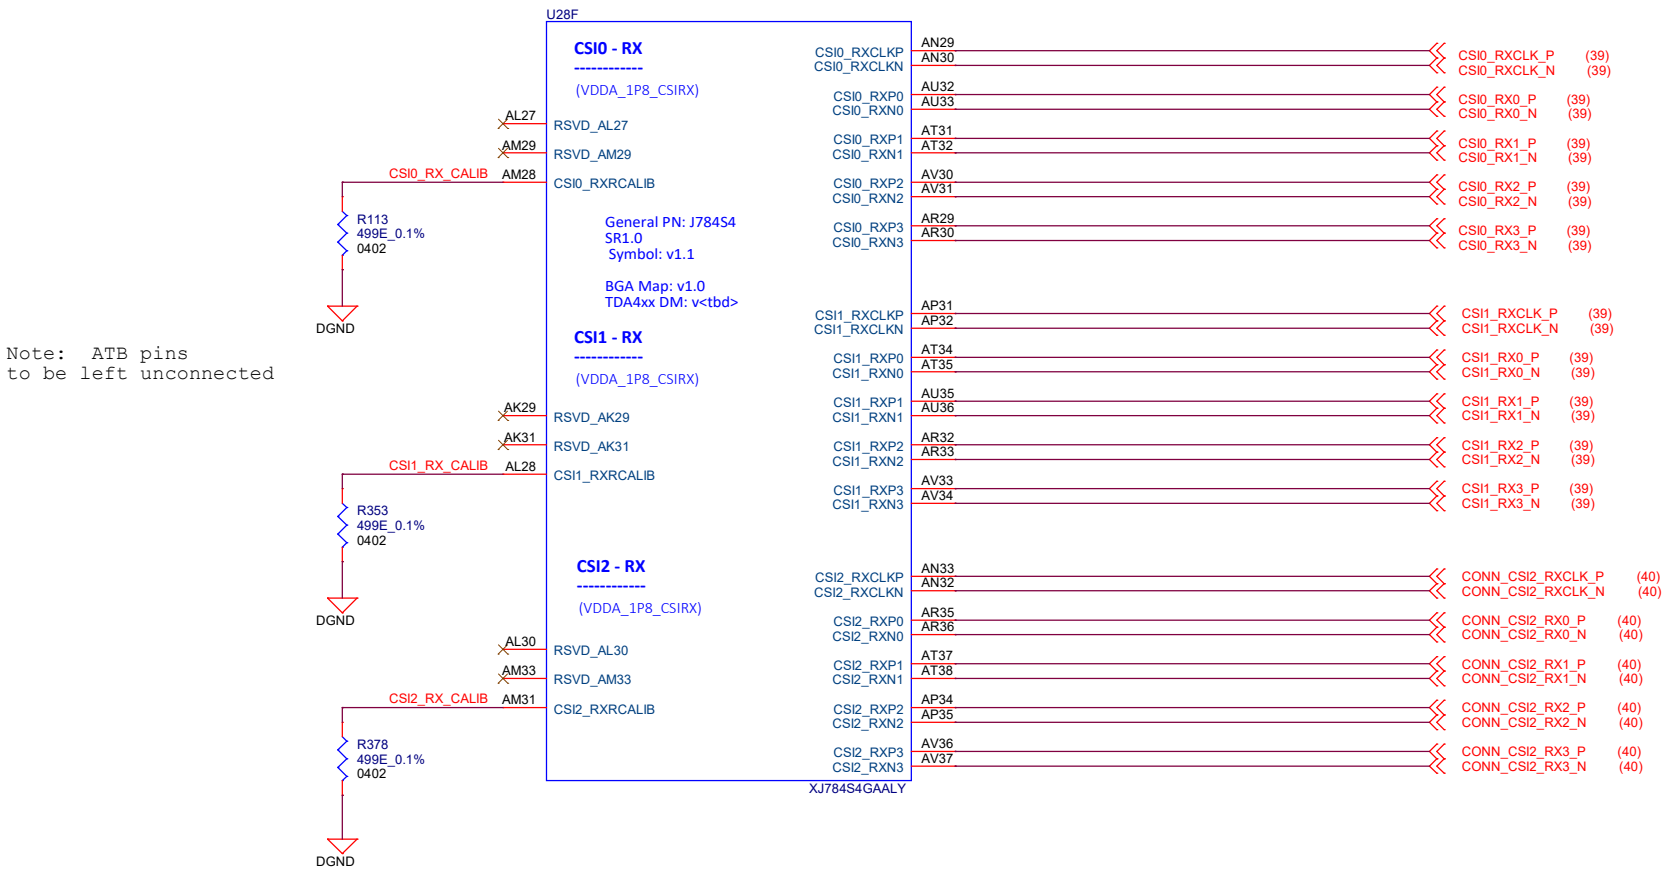 U28F
CSI0 - RX
------------
(VDDA_1P8_CSIRX)
AL27 RSVD_AL27
AM29 RSVD_AM29
CSI0_RX_CALIB AM28 CSI0_RXRCALIB
R113
499E_0.1%
0402
DGND
General PN: J784S4
SR1.0
Symbol: v1.1
BGA Map: v1.0
TDA4xx DM: v<tbd>
CSI0_RXCLKP AN29 CSI0_RXCLK_P (39)
CSI0_RXCLKN AN30 CSI0_RXCLK_N (39)
CSI0_RXP0 AU32 CSI0_RX0_P (39)
CSI0_RXN0 AU33 CSI0_RX0_N (39)
CSI0_RXP1 AT31 CSI0_RX1_P (39)
CSI0_RXN1 AT32 CSI0_RX1_N (39)
CSI0_RXP2 AV30 CSI0_RX2_P (39)
CSI0_RXN2 AV31 CSI0_RX2_N (39)
CSI0_RXP3 AR29 CSI0_RX3_P (39)
CSI0_RXN3 AR30 CSI0_RX3_N (39)
Note:  ATB pins
to be left unconnected
CSI1 - RX
------------
(VDDA_1P8_CSIRX)
AK29 RSVD_AK29
AK31 RSVD_AK31
CSI1_RX_CALIB AL28 CSI1_RXRCALIB
R353
499E_0.1%
0402
DGND
CSI1_RXCLKP AP31 CSI1_RXCLK_P (39)
CSI1_RXCLKN AP32 CSI1_RXCLK_N (39)
CSI1_RXP0 AT34 CSI1_RX0_P (39)
CSI1_RXN0 AT35 CSI1_RX0_N (39)
CSI1_RXP1 AU35 CSI1_RX1_P (39)
CSI1_RXN1 AU36 CSI1_RX1_N (39)
CSI1_RXP2 AR32 CSI1_RX2_P (39)
CSI1_RXN2 AR33 CSI1_RX2_N (39)
CSI1_RXP3 AV33 CSI1_RX3_P (39)
CSI1_RXN3 AV34 CSI1_RX3_N (39)
CSI2 - RX
------------
(VDDA_1P8_CSIRX)
AL30 RSVD_AL30
AM33 RSVD_AM33
CSI2_RX_CALIB AM31 CSI2_RXRCALIB
R378
499E_0.1%
0402
DGND
CSI2_RXCLKP AN33 CONN_CSI2_RXCLK_P (40)
CSI2_RXCLKN AN32 CONN_CSI2_RXCLK_N (40)
CSI2_RXP0 AR35 CONN_CSI2_RX0_P (40)
CSI2_RXN0 AR36 CONN_CSI2_RX0_N (40)
CSI2_RXP1 AT37 CONN_CSI2_RX1_P (40)
CSI2_RXN1 AT38 CONN_CSI2_RX1_N (40)
CSI2_RXP2 AP34 CONN_CSI2_RX2_P (40)
CSI2_RXN2 AP35 CONN_CSI2_RX2_N (40)
CSI2_RXP3 AV36 CONN_CSI2_RX3_P (40)
CSI2_RXN3 AV37 CONN_CSI2_RX3_N (40)
XJ784S4GAALY